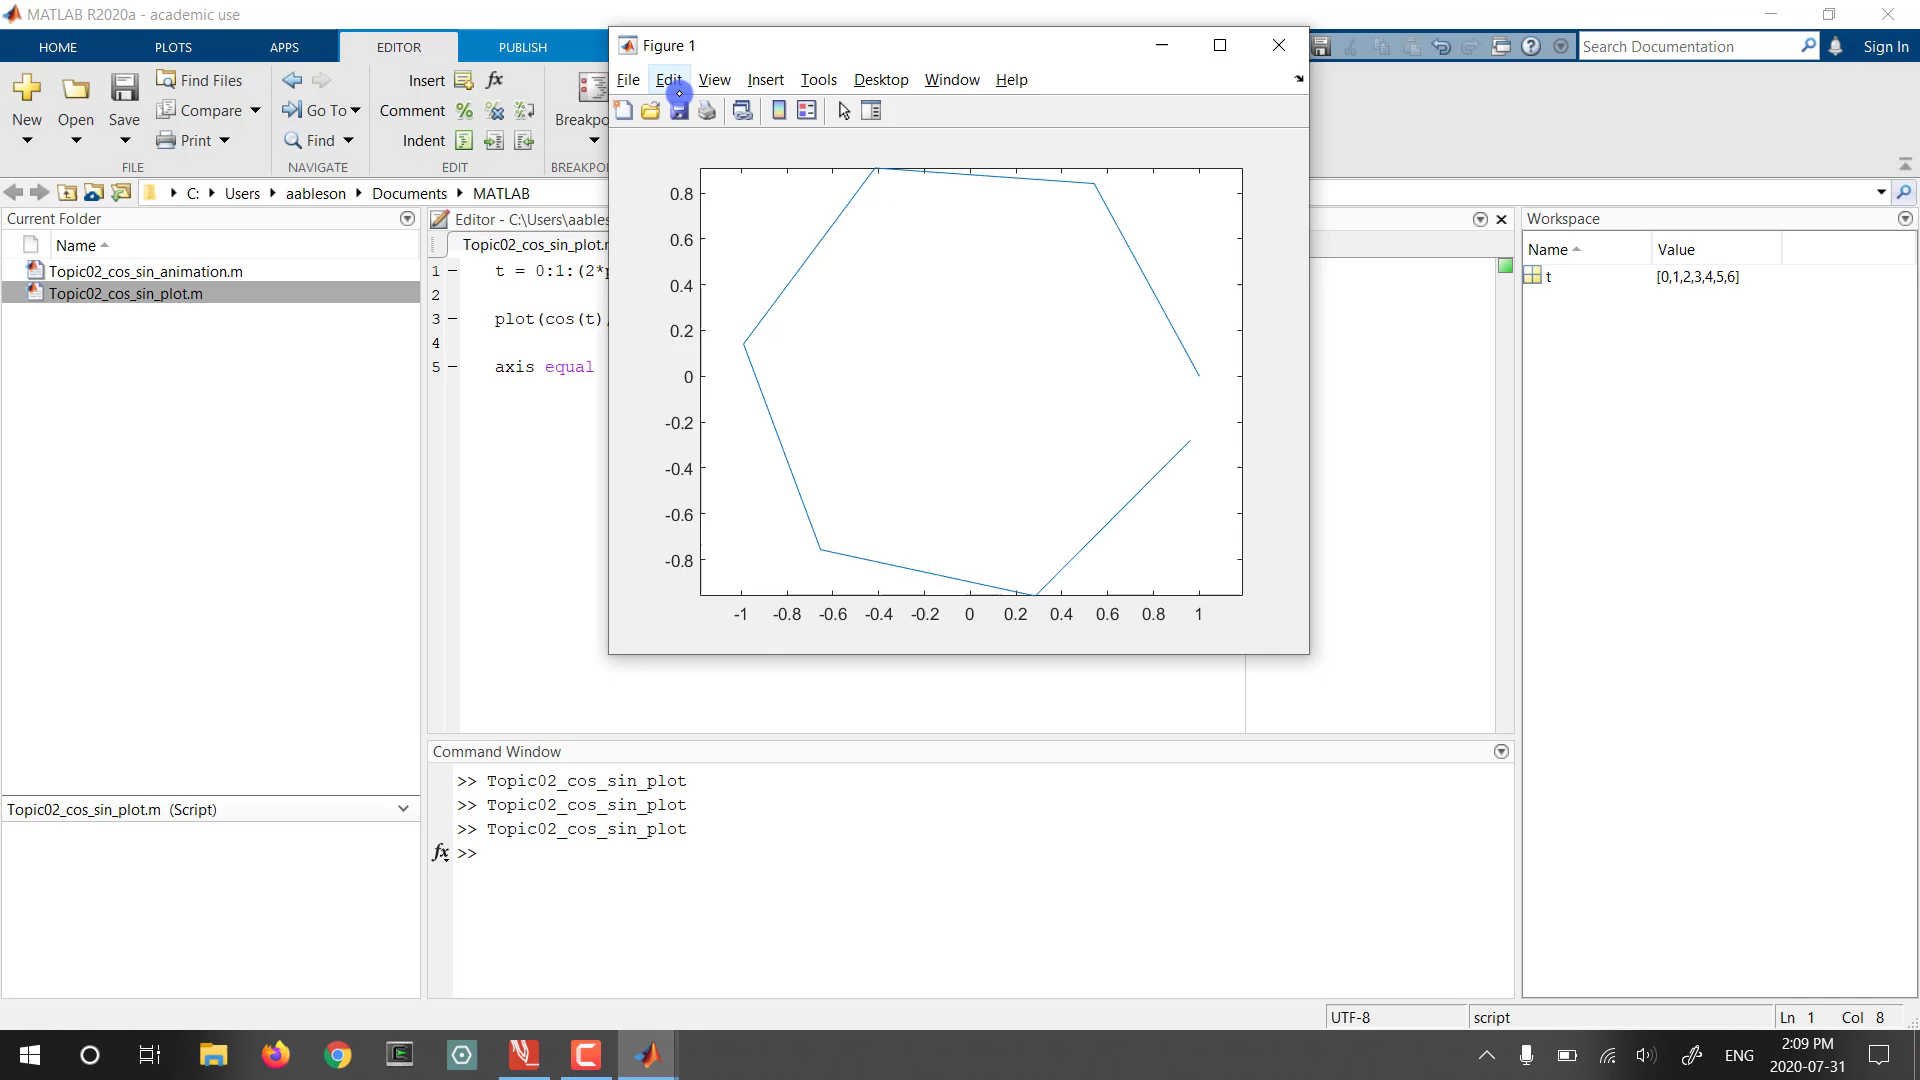 MATLAB R2020a - academic use
HOME PLOTS APPS EDITOR PUBLISH
Search Documentation
Sign In
New
Open
Save
Find Files
Compare
Print
FILE
Go To
Find
NAVIGATE
Insert fx
Comment
Indent
EDIT
Breakpo
BREAKPOI
Figure 1
File Edit View Insert Tools Desktop Window Help
C: Users aableson Documents MATLAB
Current Folder
Name
Topic02_cos_sin_animation.m
Topic02_cos_sin_plot.m
Editor - C:\Users\aables
Topic02_cos_sin_plot.m
1 – t = 0:1:(2*p
2
3 – plot(cos(t),
4
5 – axis equal
0.8
0.6
0.4
0.2
0
-0.2
-0.4
-0.6
-0.8
-1 -0.8 -0.6 -0.4 -0.2 0 0.2 0.4 0.6 0.8 1
Workspace
Name Value
t [0,1,2,3,4,5,6]
Command Window
>> Topic02_cos_sin_plot
>> Topic02_cos_sin_plot
>> Topic02_cos_sin_plot
fx >>
Topic02_cos_sin_plot.m (Script)
UTF-8 script Ln 1 Col 8
ENG
2:09 PM
2020-07-31